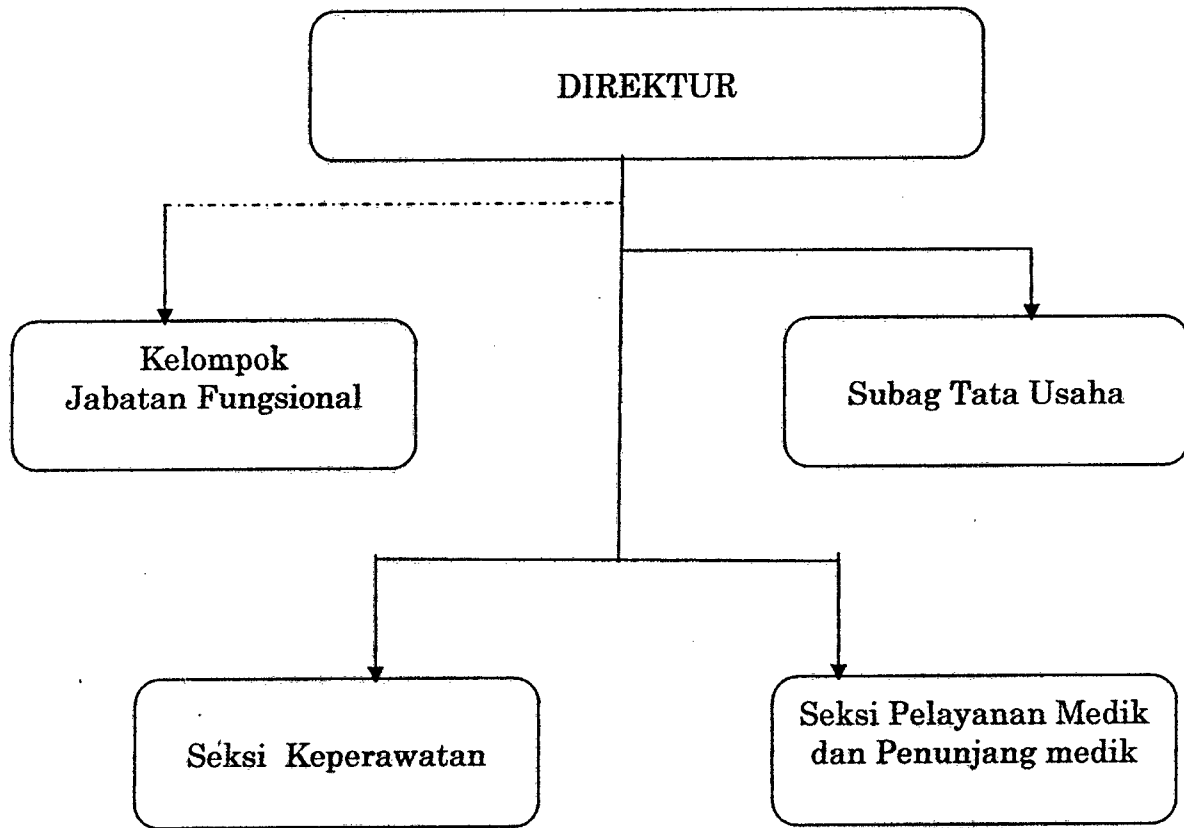 DIREKTUR
Kelompok
Jabatan Fungsional
Subag Tata Usaha
Seksi Keperawatan
Seksi Pelayanan Medik
dan Penunjang medik